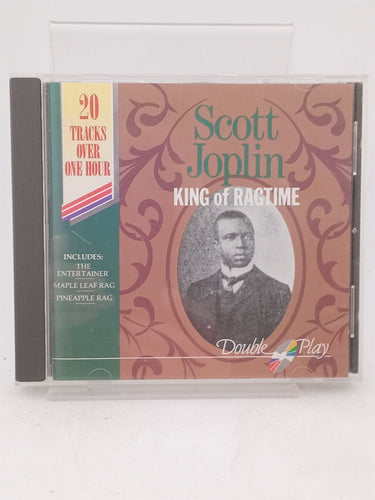 20
TRACKS
OVER
ONE HOUR
Scott
Joplin
KING of RAGTIME
INCLUDES:
THE
ENTERTAINER
MAPLE LEAF RAG
PINEAPPLE RAG
Double Play